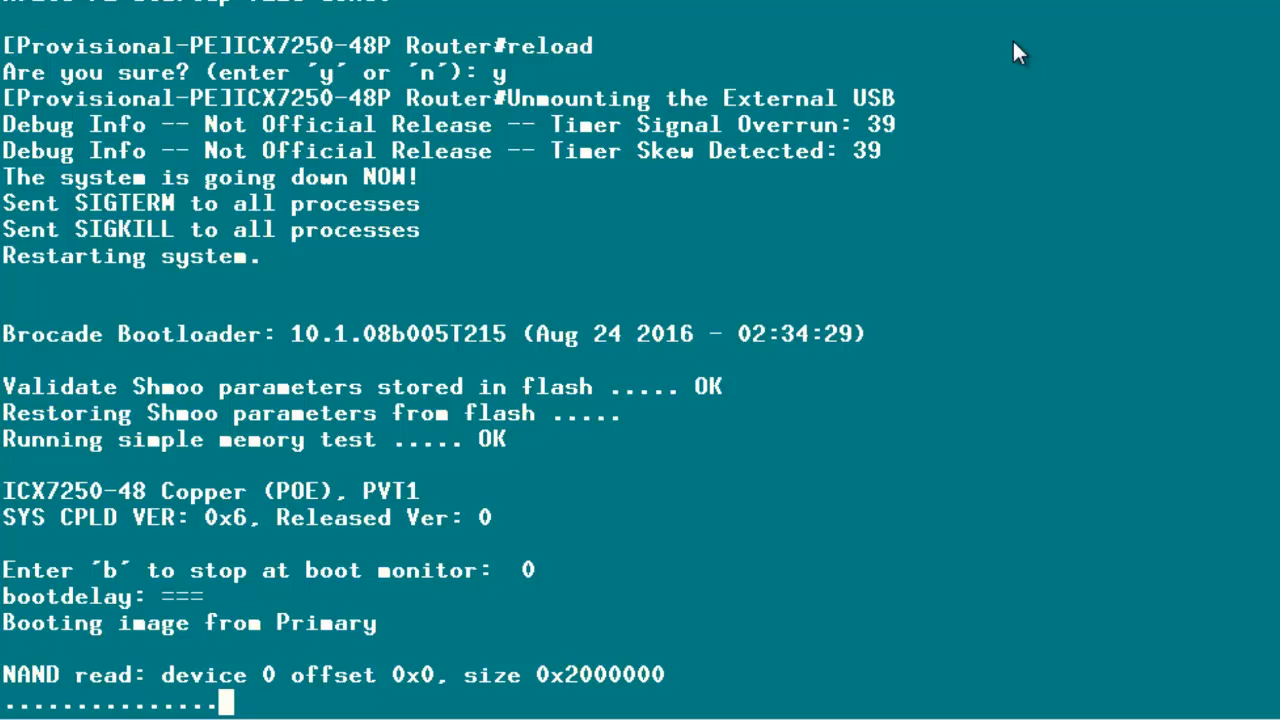 [Provisional-PE]ICX7250-48P Router#reload
Are you sure? (enter ´y´ or ´n´): y
[Provisional-PE]ICX7250-48P Router#Unmounting the External USB
Debug Info -- Not Official Release -- Timer Signal Overrun: 39
Debug Info -- Not Official Release -- Timer Skew Detected: 39
The system is going down NOW!
Sent SIGTERM to all processes
Sent SIGKILL to all processes
Restarting system.
Brocade Bootloader: 10.1.08b005T215 (Aug 24 2016 - 02:34:29)
Validate Shmoo parameters stored in flash ..... OK
Restoring Shmoo parameters from flash .....
Running simple memory test ..... OK
ICX7250-48 Copper (POE), PVT1
SYS CPLD VER: 0x6, Released Ver: 0
Enter ´b´ to stop at boot monitor:  0
bootdelay: ===
Booting image from Primary
NAND read: device 0 offset 0x0, size 0x2000000
...............